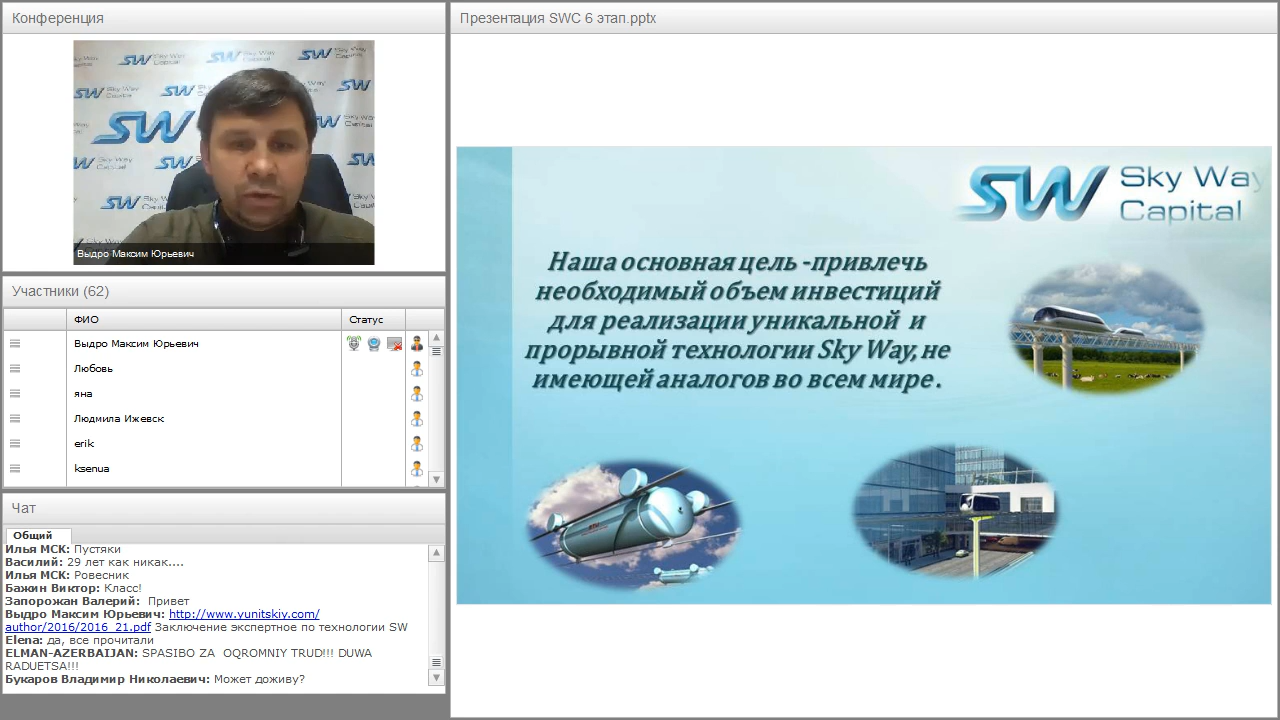 Конференция
Sky Way
Capital
SW
Выдро Максим Юрьевич
Участники (62)
ФИО
Статус
Выдро Максим Юрьевич
Любовь
яна
Людмила Ижевск
erik
ksenua
Чат
Общий
Илья МСК: Пустяки
Василий: 29 лет как никак....
Илья МСК: Ровесник
Бажин Виктор: Класс!
Запорожан Валерий: Привет
Выдро Максим Юрьевич: http://www.yunitskiy.com/
author/2016/2016_21.pdf Заключение экспертное по технологии SW
Elena: да, все прочитали
ELMAN-AZERBAIJAN: SPASIBO ZA OQROMNIY TRUD!!! DUWA
RADUETSA!!!
Букаров Владимир Николаевич: Может доживу?
Презентация SWC 6 этап.pptx
SW Sky Way
Capital
Наша основная цель -привлечь
необходимый объем инвестиций
для реализации уникальной и
прорывной технологии Sky Way, не
имеющей аналогов во всем мире .